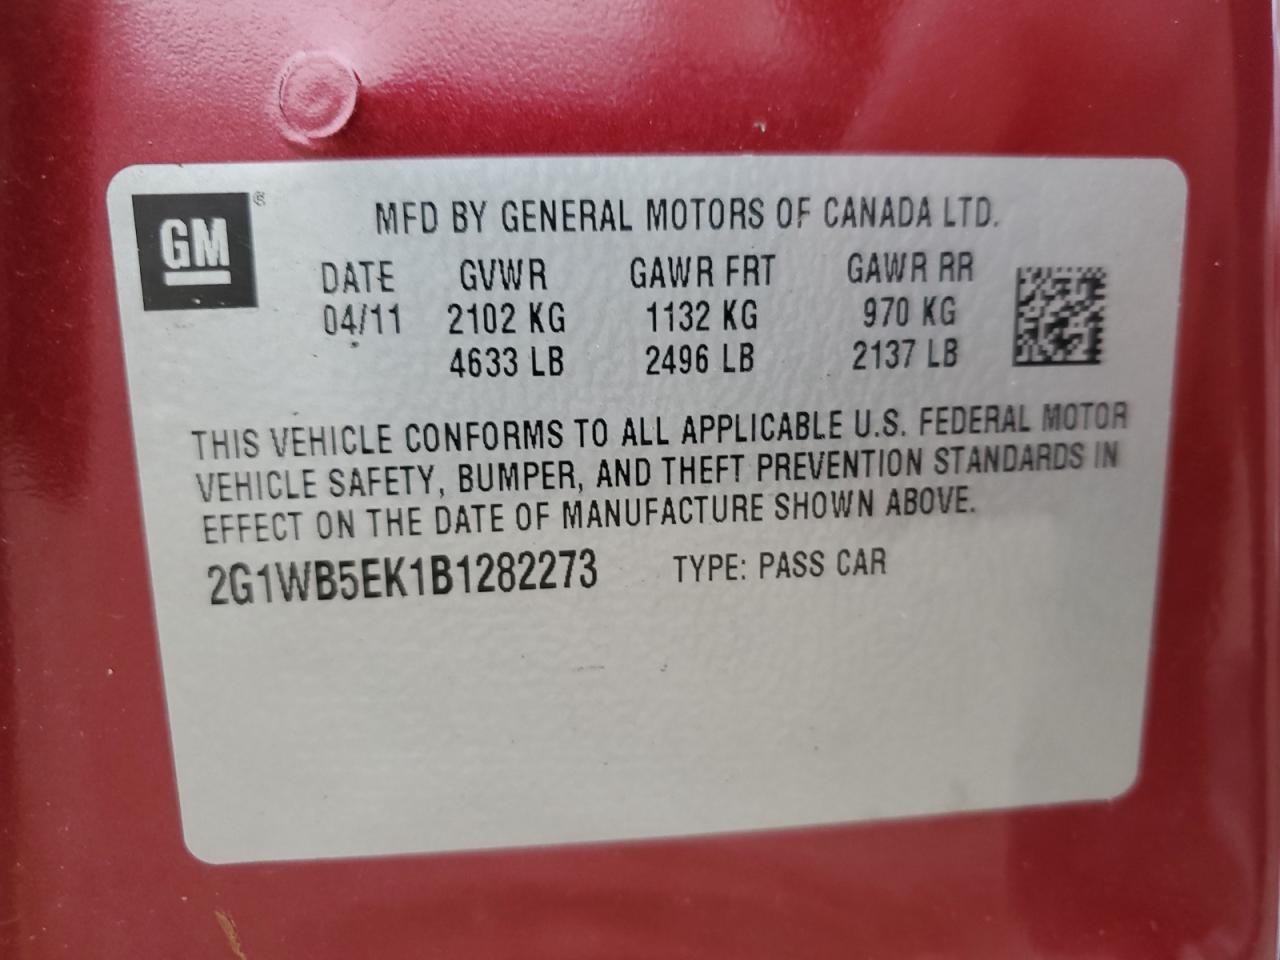 GM®
MFD BY GENERAL MOTORS OF CANADA LTD.
DATE GVWR GAWR FRT GAWR RR
04/11 2102 KG 1132 KG 970 KG
4633 LB 2496 LB 2137 LB
THIS VEHICLE CONFORMS TO ALL APPLICABLE U.S. FEDERAL MOTOR
VEHICLE SAFETY, BUMPER, AND THEFT PREVENTION STANDARDS IN
EFFECT ON THE DATE OF MANUFACTURE SHOWN ABOVE.
2G1WB5EK1B1282273 TYPE: PASS CAR